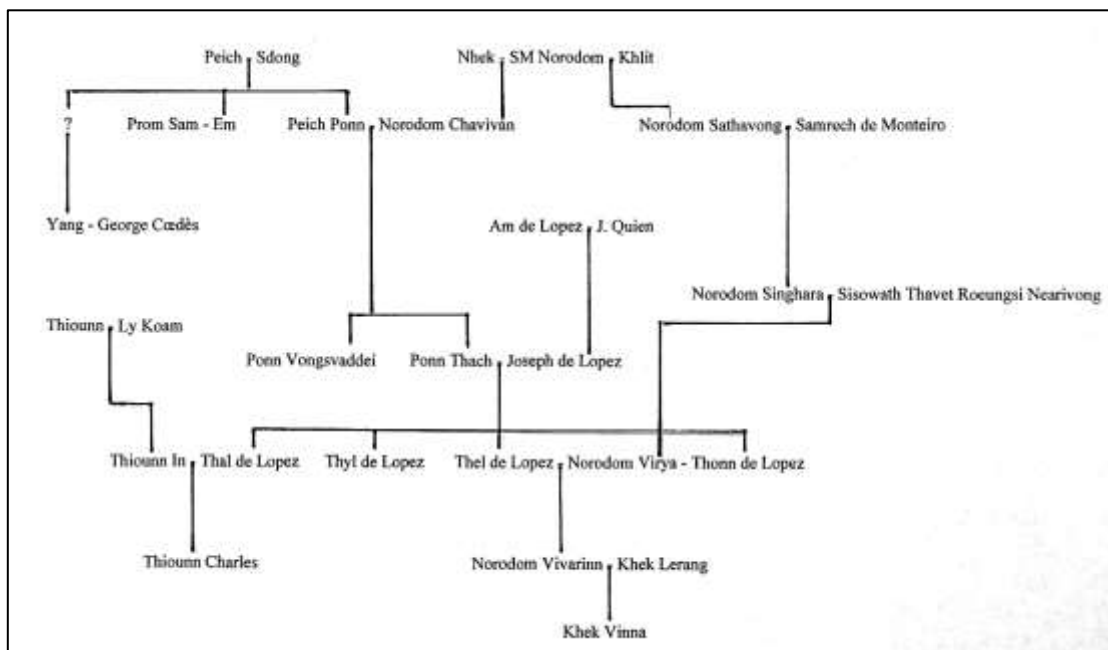 Peich - Sdong Nhek - SM Norodom - Khlit
? Prom Sam - Em Peich Ponn - Norodom Chavivan Norodom Sathavong - Samrech de Monteiro
Yang - George Cœdès Am de Lopez - J. Quien
Norodom Singhara - Sisowath Thavet Roeungsi Nearivong
Thiounn - Ly Koam
Ponn Vongsvaddei Ponn Thach - Joseph de Lopez
Thiounn In - Thal de Lopez Thyl de Lopez Thel de Lopez - Norodom Virya - Thonn de Lopez
Thiounn Charles Norodom Vivarinn - Khek Lerang
Khek Vinna